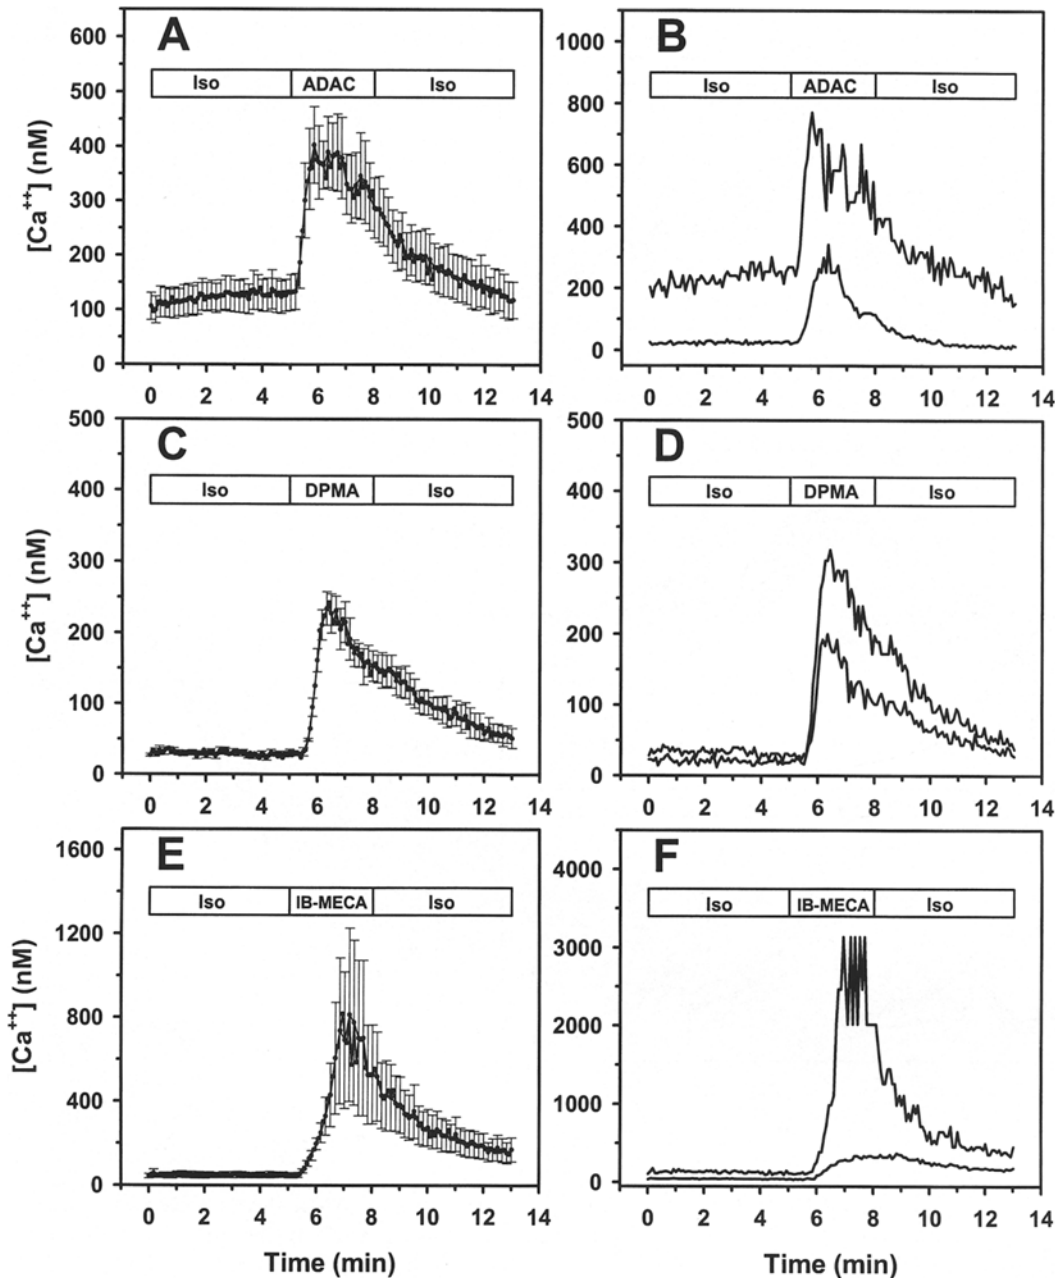 A
B
600
500
400
300
200
100
0
[Ca++] (nM)
Iso ADAC Iso
0 2 4 6 8 10 12 14
1000
800
600
400
200
0
Iso ADAC Iso
0 2 4 6 8 10 12 14
C
D
500
400
300
200
100
0
[Ca++] (nM)
Iso DPMA Iso
0 2 4 6 8 10 12 14
500
400
300
200
100
0
Iso DPMA Iso
0 2 4 6 8 10 12 14
E
F
1600
1200
800
400
0
[Ca++] (nM)
Iso IB-MECA Iso
0 2 4 6 8 10 12 14
Time (min)
4000
3000
2000
1000
0
Iso IB-MECA Iso
0 2 4 6 8 10 12 14
Time (min)